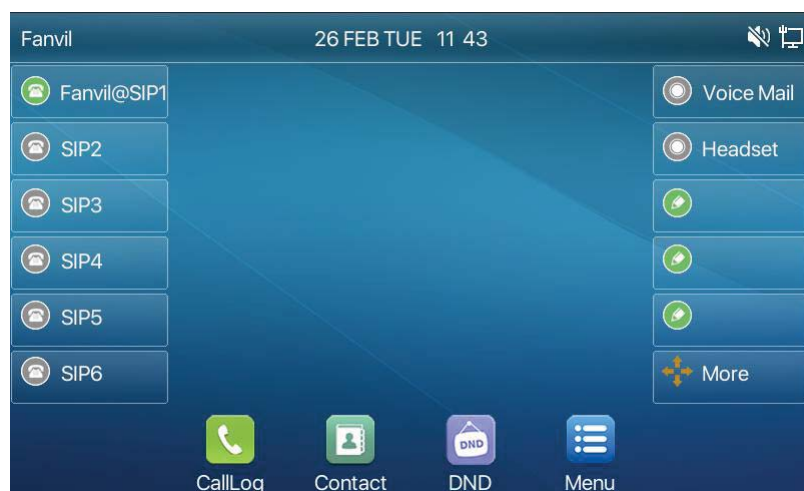 Fanvil 26 FEB TUE 11 43
Fanvil@SIP1
SIP2
SIP3
SIP4
SIP5
SIP6
Voice Mail
Headset
More
DND
CallLog Contact DND Menu